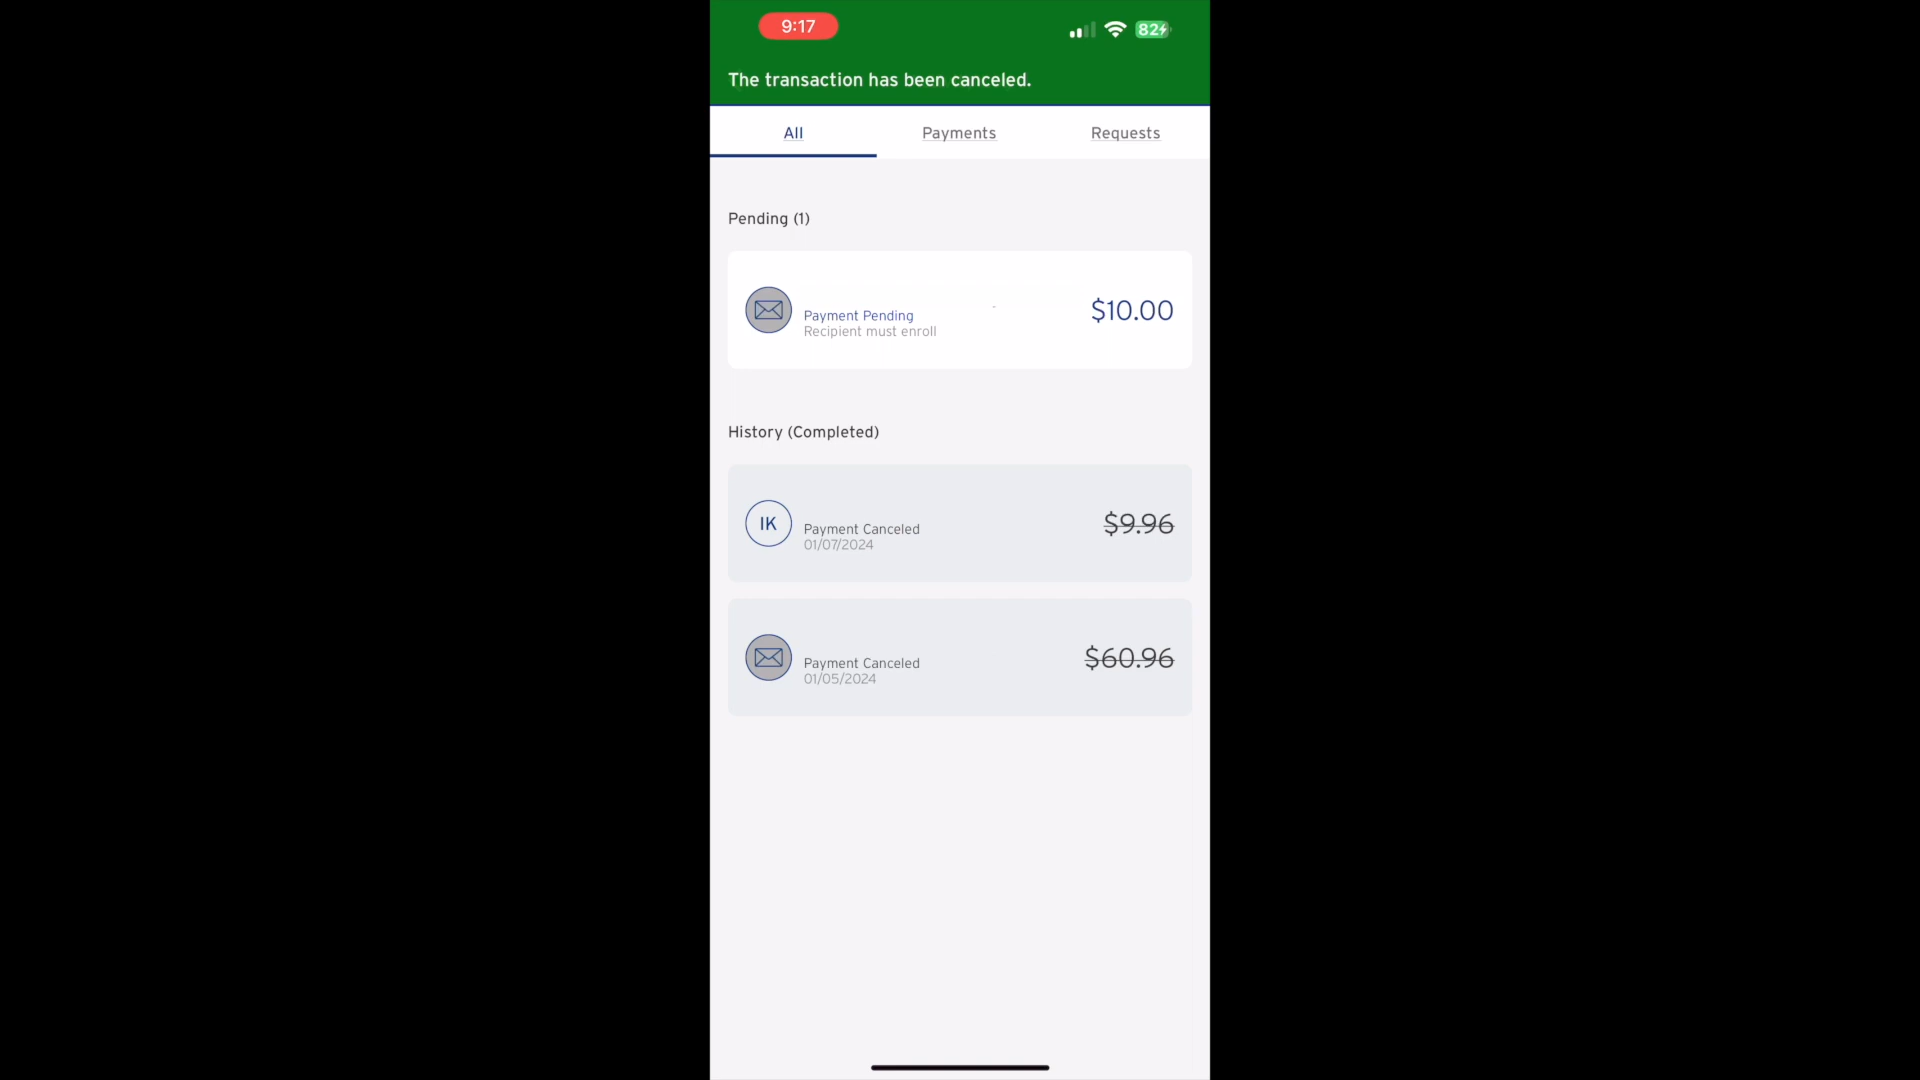 9:17
82
The transaction has been canceled.
All
Payments
Requests
Pending (1)
Payment Pending
Recipient must enroll
$10.00
History (Completed)
IK
Payment Canceled
01/07/2024
$9.96
Payment Canceled
01/05/2024
$60.96